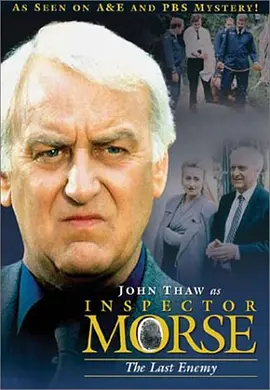 AS SEEN ON A&E AND PBS MYSTERY!
JOHN THAW as
INSPECTOR
MORSE
The Last Enemy